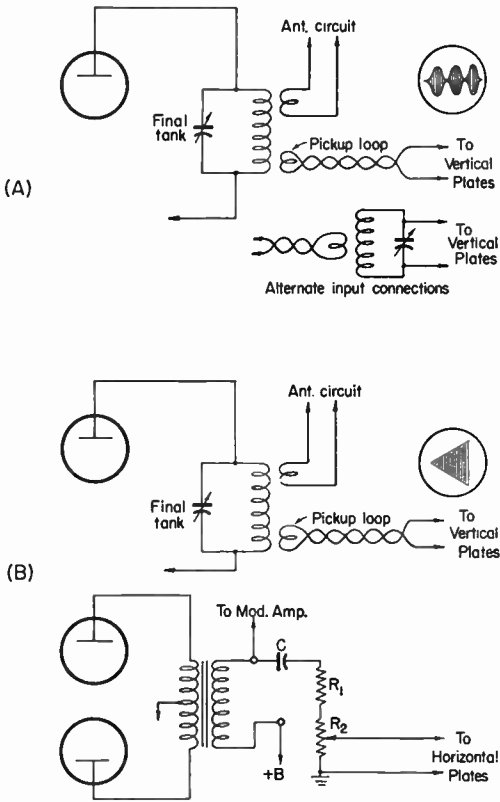 Ant. circuit
Final
tank
Pickup loop
To
Vertical
Plates
(A)
To
Vertical
Plates
Alternate input connections
Ant. circuit
Final
tank
Pickup loop
To
Vertical
Plates
(B)
To Mod. Amp.
C
R1
R2
To
Horizontal
Plates
+B